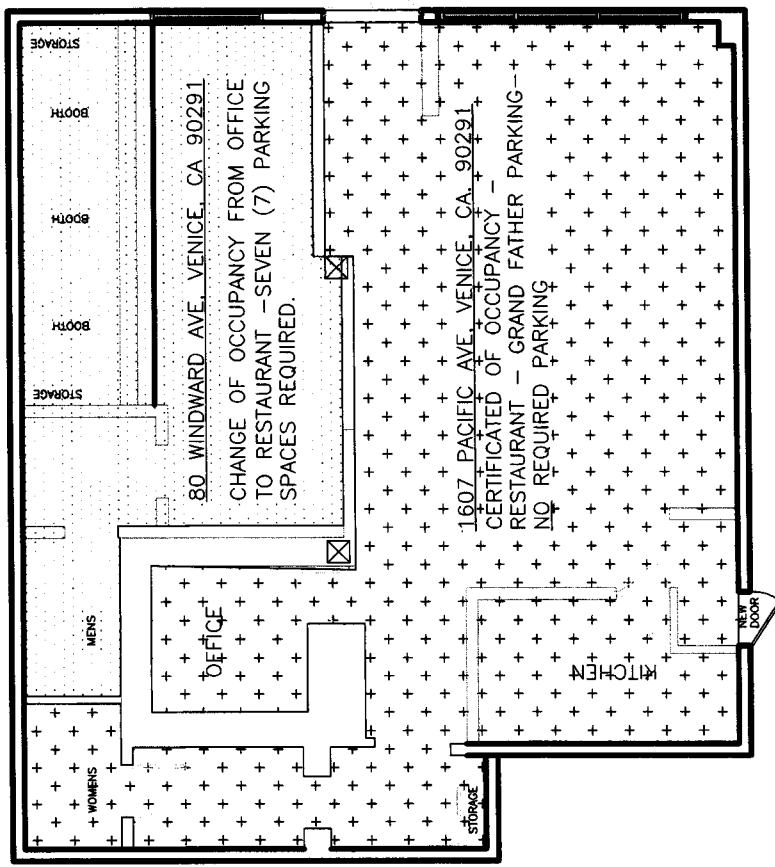 STORAGE
BOOTH
BOOTH
BOOTH
STORAGE
80 WINDWARD AVE, VENICE, CA 90291
CHANGE OF OCCUPANCY FROM OFFICE
TO RESTAURANT -SEVEN (7) PARKING
SPACES REQUIRED.
1607 PACIFIC AVE, VENICE, CA. 90291
CERTIFICATED OF OCCUPANCY -
RESTAURANT - GRAND FATHER PARKING-
NO REQUIRED PARKING
MENS
OFFICE
WOMENS
STORAGE
KITCHEN
NEW
DOOR